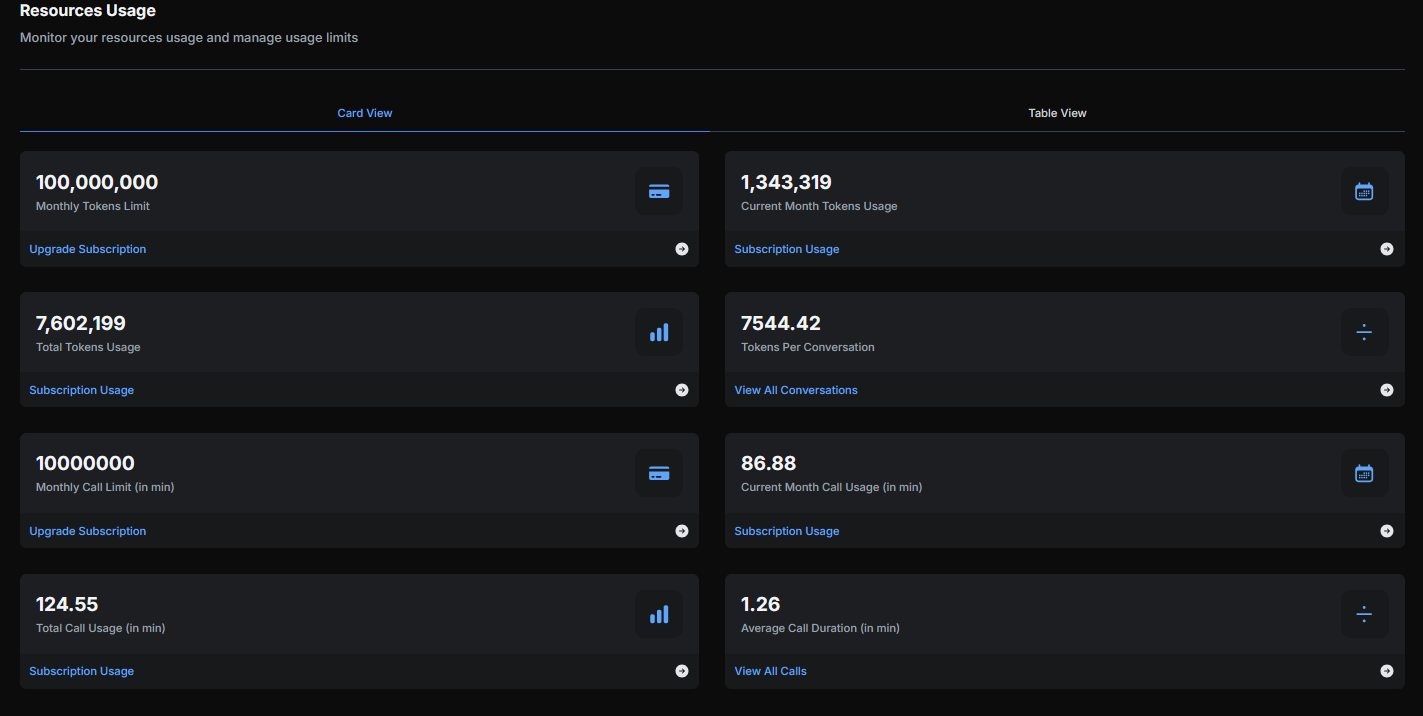 Resources Usage
Monitor your resources usage and manage usage limits
Card View
Table View
100,000,000
Monthly Tokens Limit
Upgrade Subscription
1,343,319
Current Month Tokens Usage
Subscription Usage
7,602,199
Total Tokens Usage
Subscription Usage
7544.42
Tokens Per Conversation
View All Conversations
10000000
Monthly Call Limit (in min)
Upgrade Subscription
86.88
Current Month Call Usage (in min)
Subscription Usage
124.55
Total Call Usage (in min)
Subscription Usage
1.26
Average Call Duration (in min)
View All Calls